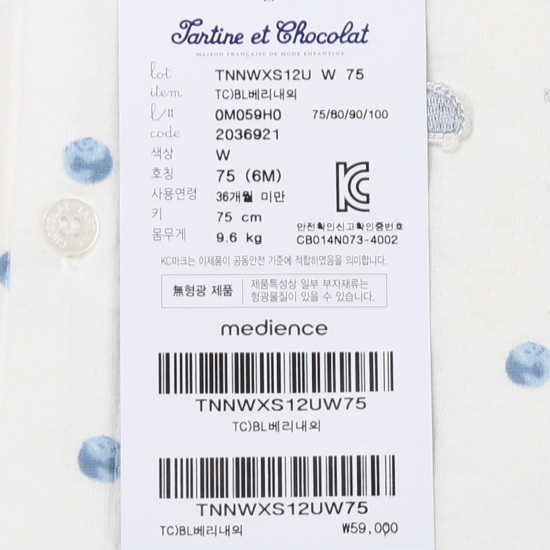 Tartine et Chocolat
MAISON FRANÇAISE DE MODE ENFANTINE
lot TNNWXS12U W 75
item TC)BL베리내의
l/# 0M059H0 75/80/90/100
code 2036921
색상 W
호칭 75 (6M)
사용연령 36개월 미만
키 75 cm
몸무게 9.6 kg
안전확인신고확인증번호
CB014N073-4002
KC마크는 이제품이 공통안전 기준에 적합하였음을 의미합니다.
無형광 제품
제품특성상 일부 부자재류는
형광물질이 있을 수 있습니다.
medience
TNNWXS12UW75
TC)BL베리내의
TNNWXS12UW75
TC)BL베리내의 ₩59,000